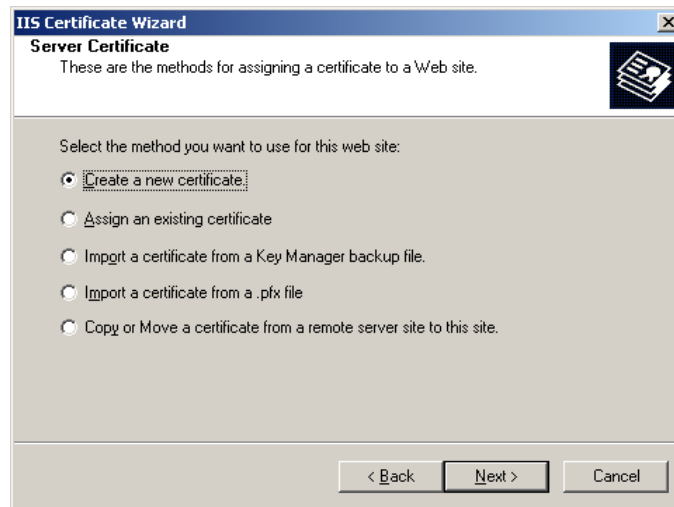 IIS Certificate Wizard
Server Certificate
These are the methods for assigning a certificate to a Web site.
Select the method you want to use for this web site:
Create a new certificate.
Assign an existing certificate
Import a certificate from a Key Manager backup file.
Import a certificate from a .pfx file
Copy or Move a certificate from a remote server site to this site.
< Back Next > Cancel